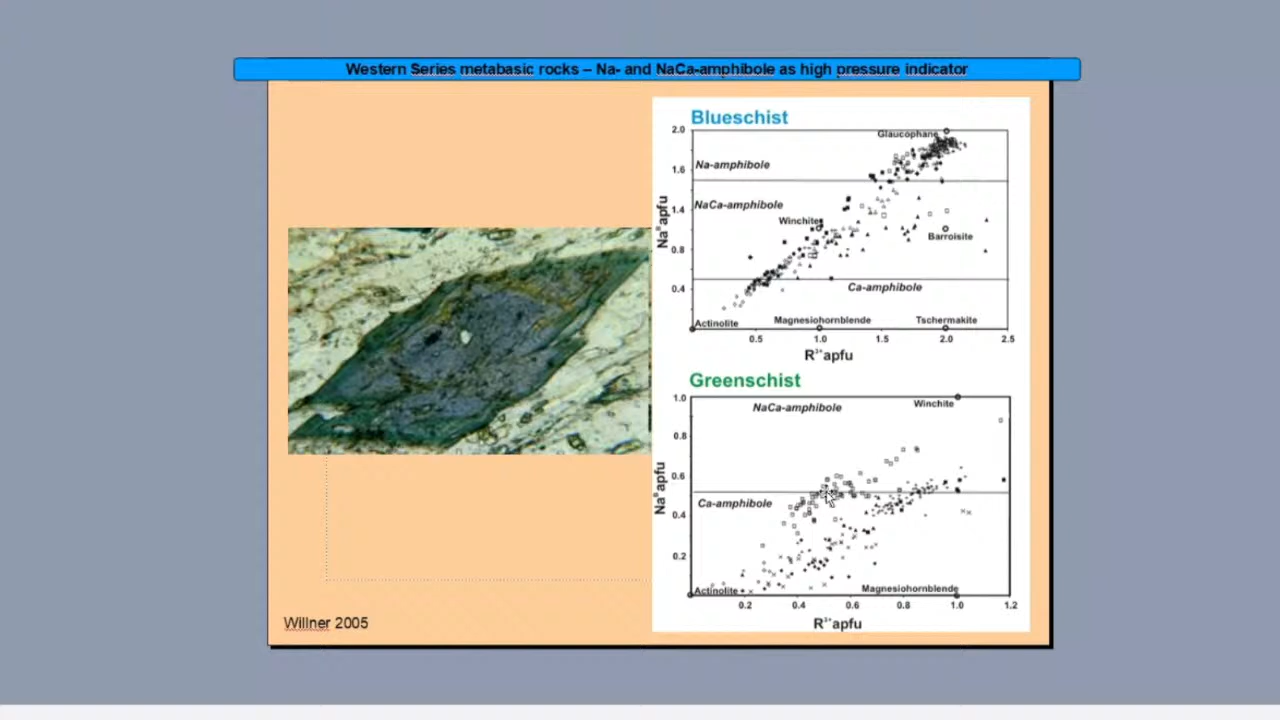 Western Series metabasic rocks – Na- and NaCa-amphibole as high pressure indicator
Blueschist
2.0
Glaucophane
Na-amphibole
1.6
NaCa-amphibole
1.4
Winchite
Barroisite
0.8
Ca-amphibole
0.4
Actinolite
Magnesiohornblende
Tschermakite
0.5 1.0 1.5 2.0 2.5
Na^B apfu
R³⁺apfu
Greenschist
1.0
NaCa-amphibole
Winchite
0.8
0.6
Ca-amphibole
0.4
0.2
Actinolite
Magnesiohornblende
0.2 0.4 0.6 0.8 1.0 1.2
Na^B apfu
R³⁺apfu
Willner 2005